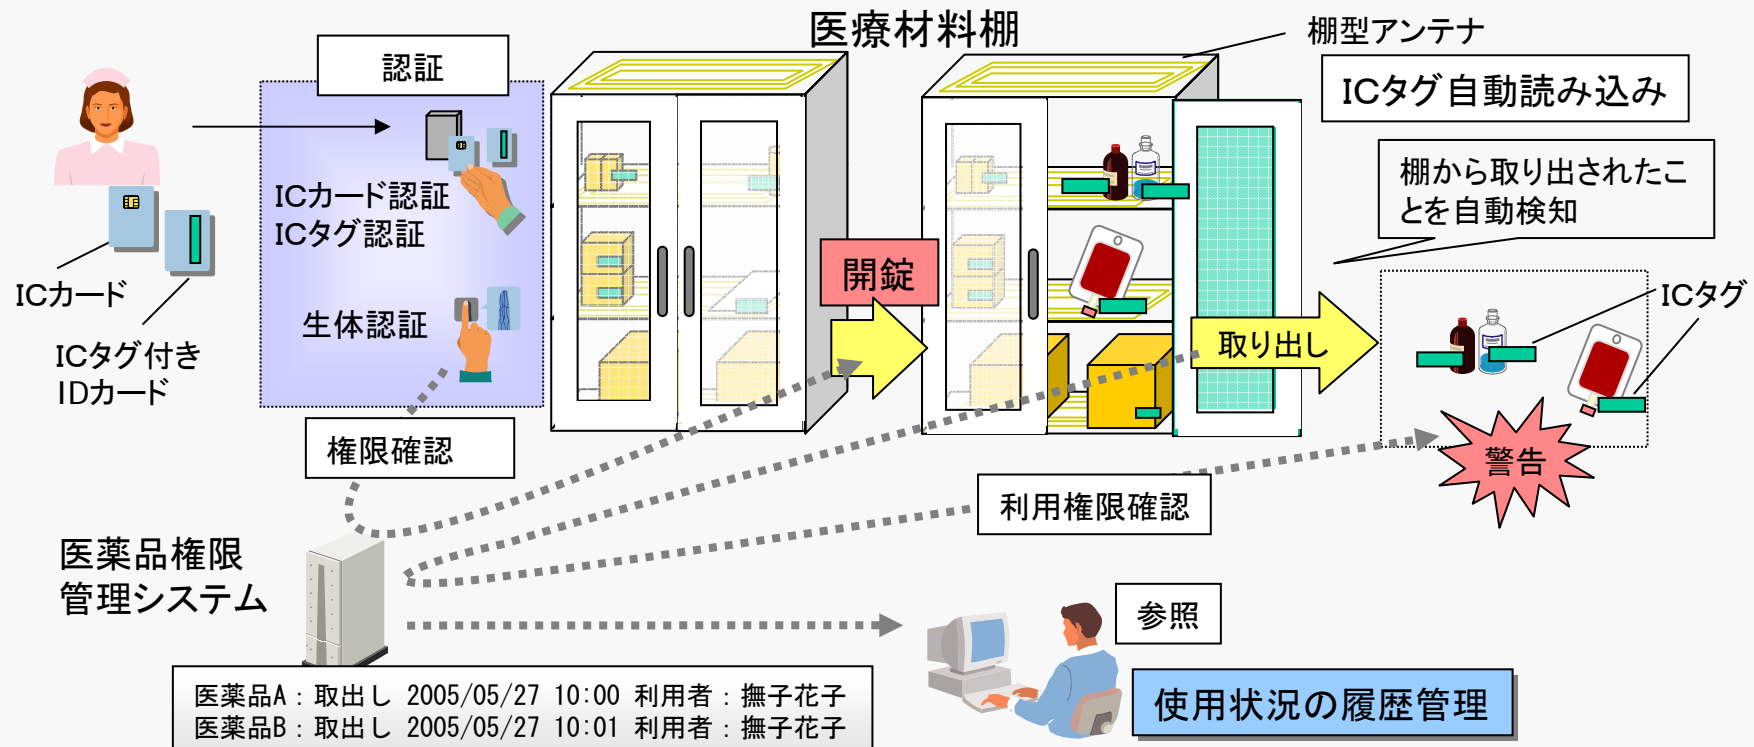 医療材料棚
棚型アンテナ
認証
ICタグ自動読み込み
棚から取り出されたこ
とを自動検知
ICカード認証
ICタグ認証
開錠
ICカード
生体認証
ICタグ
ICタグ付き
IDカード
取り出し
権限確認
警告
利用権限確認
医薬品権限
管理システム
参照
医薬品A：取出し 2005/05/27 10:00 利用者：撫子花子
医薬品B：取出し 2005/05/27 10:01 利用者：撫子花子
使用状況の履歴管理